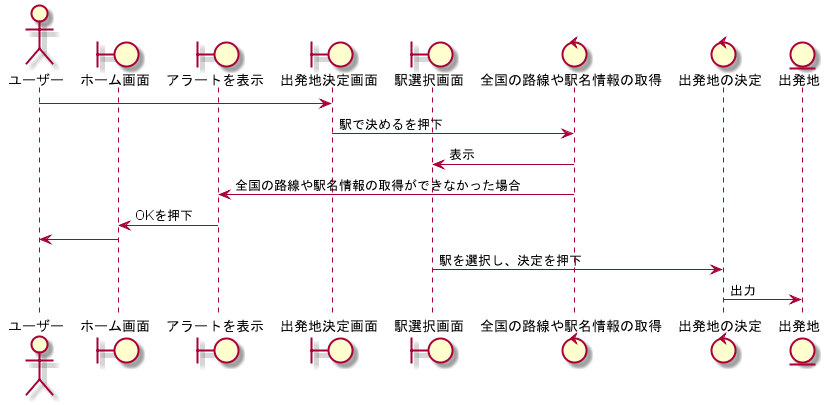 ユーザー ホーム画面 アラートを表示 出発地決定画面 駅選択画面 全国の路線や駅名情報の取得 出発地の決定 出発地
駅で決めるを押下
表示
全国の路線や駅名情報の取得ができなかった場合
OKを押下
駅を選択し、決定を押下
出力
ユーザー ホーム画面 アラートを表示 出発地決定画面 駅選択画面 全国の路線や駅名情報の取得 出発地の決定 出発地